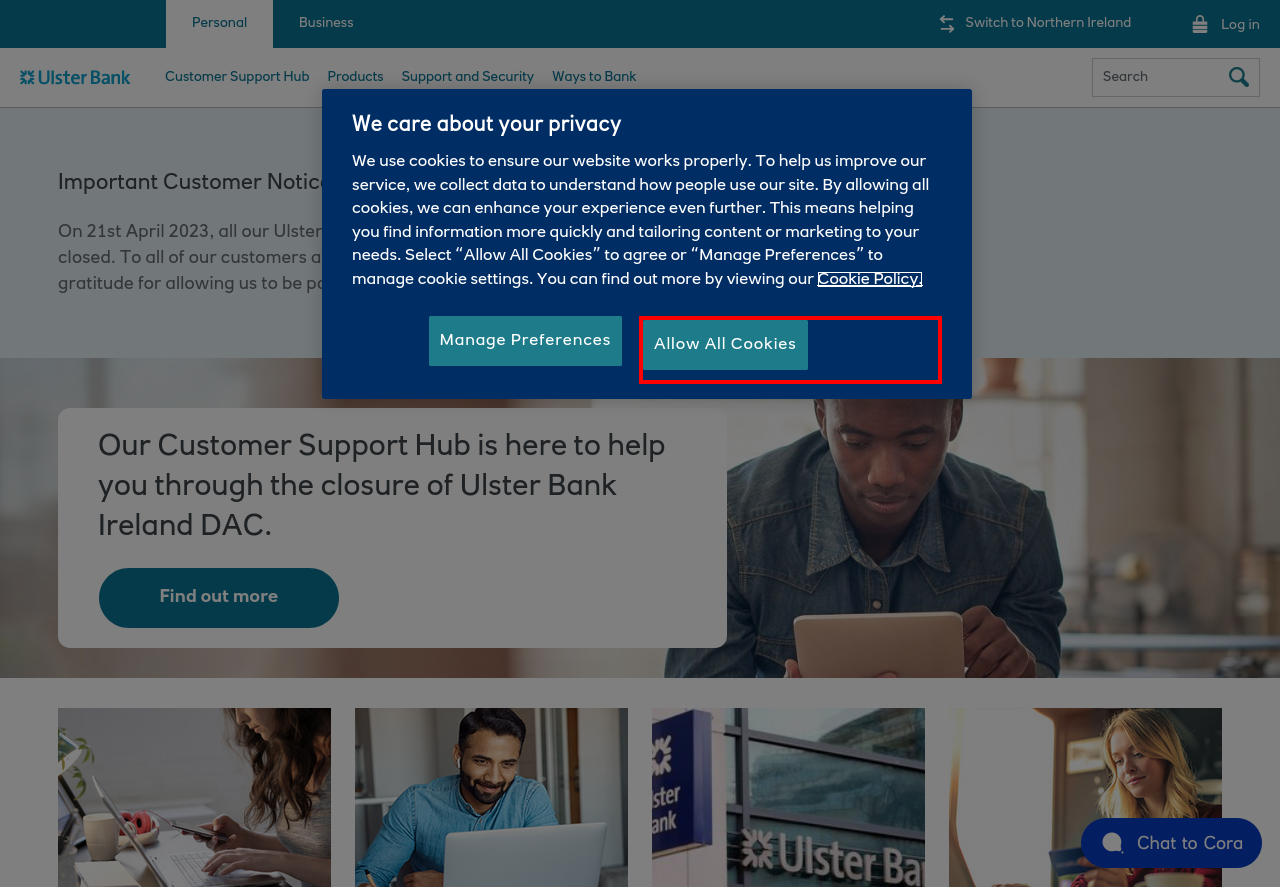 Personal
Business
Switch to Northern Ireland
Log in
Ulster Bank
Customer Support Hub
Products
Support and Security
Ways to Bank
Search
We care about your privacy
We use cookies to ensure our website works properly. To help us improve our
service, we collect data to understand how people use our site. By allowing all
cookies, we can enhance your experience even further. This means helping
you find information more quickly and tailoring content or marketing to your
needs. Select “Allow All Cookies” to agree or “Manage Preferences” to
manage cookie settings. You can find out more by viewing our Cookie Policy.
Manage Preferences
Allow All Cookies
Important Customer Notice
On 21st April 2023, all our Ulster
closed. To all of our customers
gratitude for allowing us to be
Our Customer Support Hub is here to help
you through the closure of Ulster Bank
Ireland DAC.
Find out more
Ulster Ba
Chat to Cora